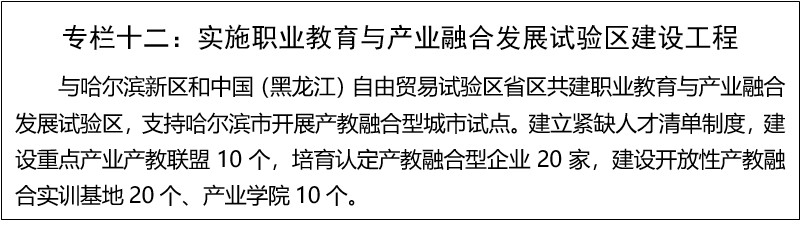 专栏十二：实施职业教育与产业融合发展试验区建设工程
与哈尔滨新区和中国（黑龙江）自由贸易试验区省区共建职业教育与产业融合
发展试验区，支持哈尔滨市开展产教融合型城市试点。建立紧缺人才清单制度，建
设重点产业产教联盟 10 个，培育认定产教融合型企业 20 家，建设开放性产教融
合实训基地 20 个、产业学院 10 个。